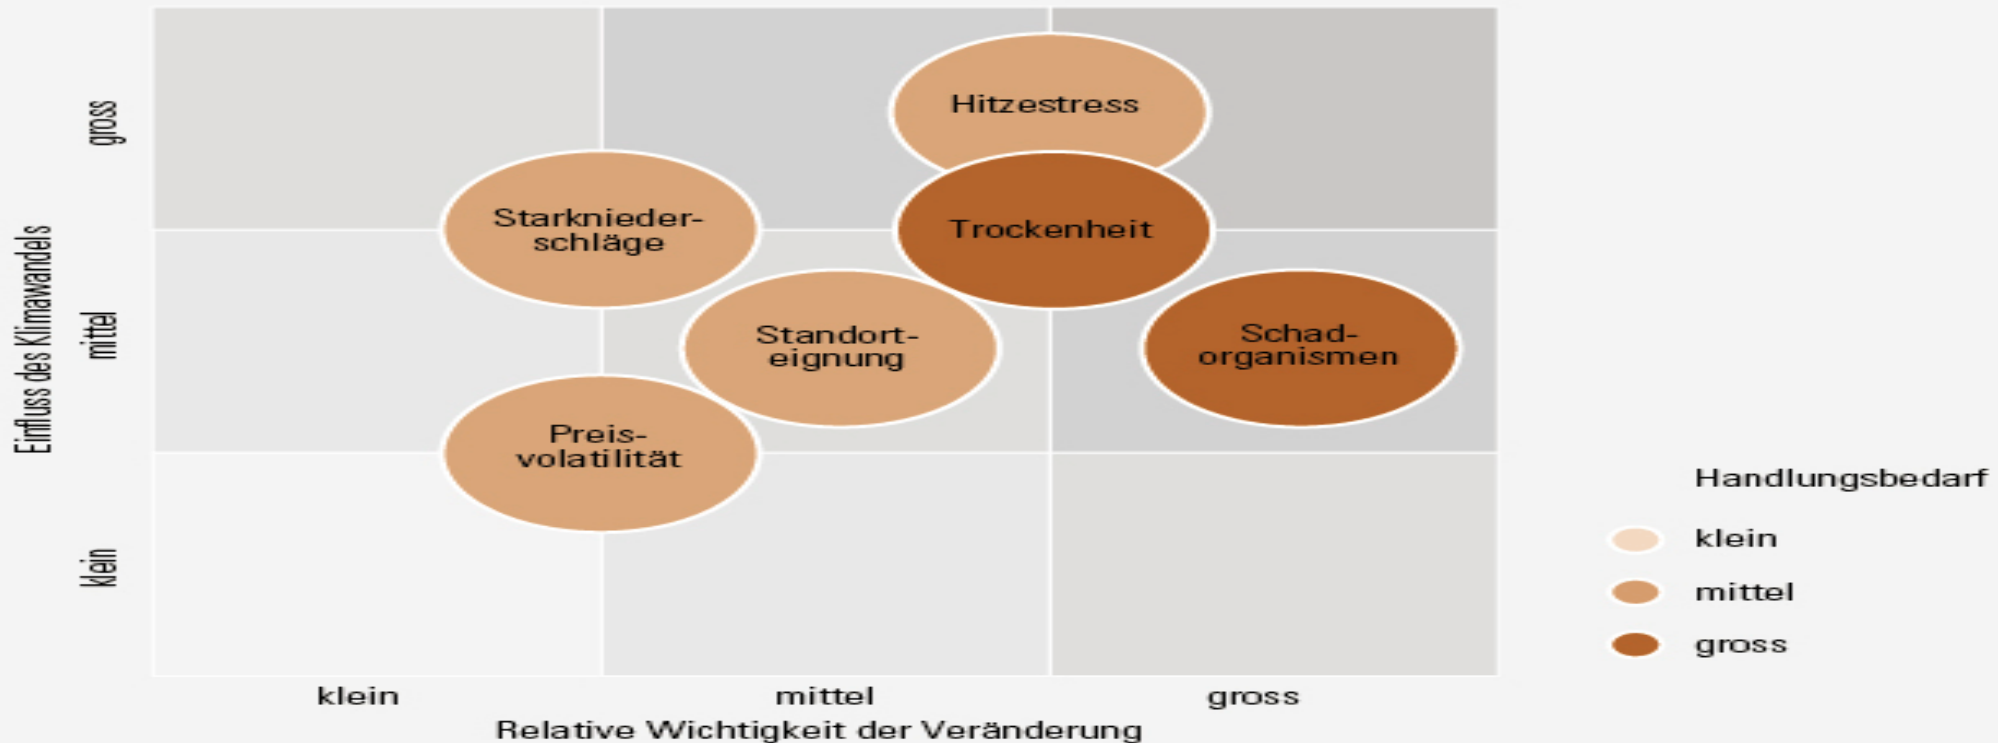 Einfluss des Klimawandels
gross
mittel
klein
Hitzestress
Starknieder-
schläge
Trockenheit
Standort-
eignung
Schad-
organismen
Preis-
volatilität
klein
mittel
gross
Relative Wichtigkeit der Veränderung
Handlungsbedarf
klein
mittel
gross